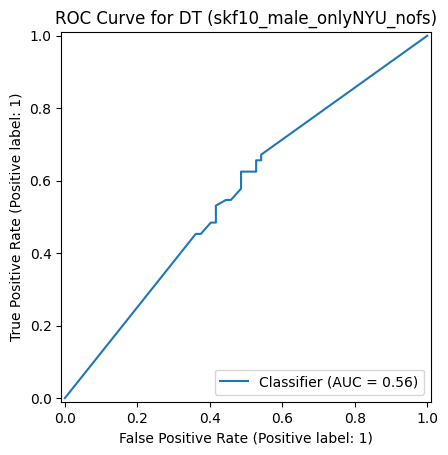 ROC Curve for DT (skf10_male_onlyNYU_nofs)
True Positive Rate (Positive label: 1)
1.0
0.8
0.6
0.4
0.2
0.0
Classifier (AUC = 0.56)
0.0 0.2 0.4 0.6 0.8 1.0
False Positive Rate (Positive label: 1)